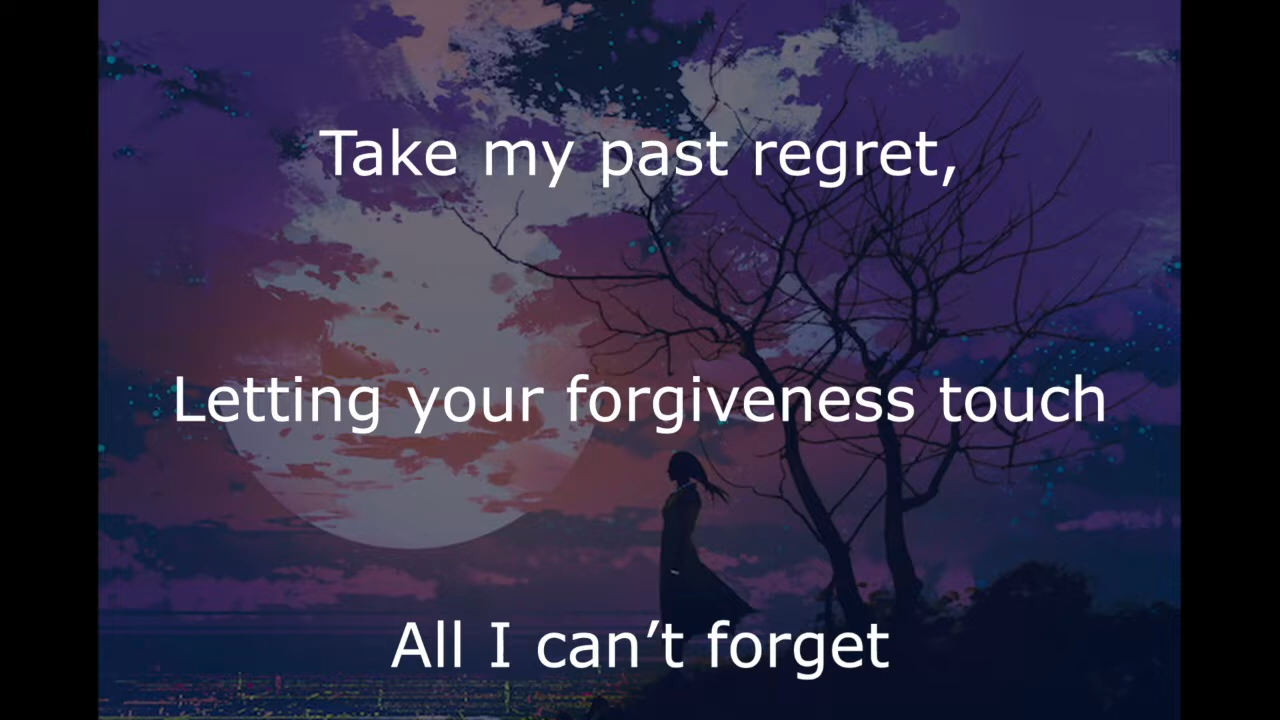 Take my past regret,
Letting your forgiveness touch
All I can’t forget